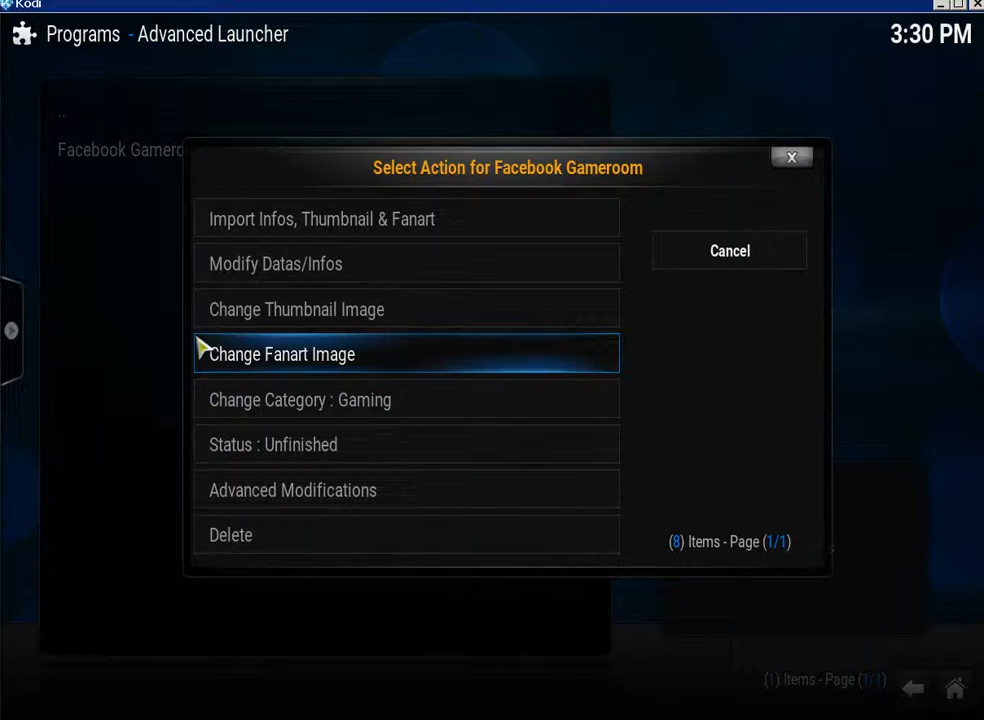 Kodi
Programs - Advanced Launcher
3:30 PM
..
Facebook Gamero
Select Action for Facebook Gameroom
X
Import Infos, Thumbnail & Fanart
Cancel
Modify Datas/Infos
Change Thumbnail Image
Change Fanart Image
Change Category : Gaming
Status : Unfinished
Advanced Modifications
Delete
(8) Items - Page (1/1)
(1) Items - Page (1/1)